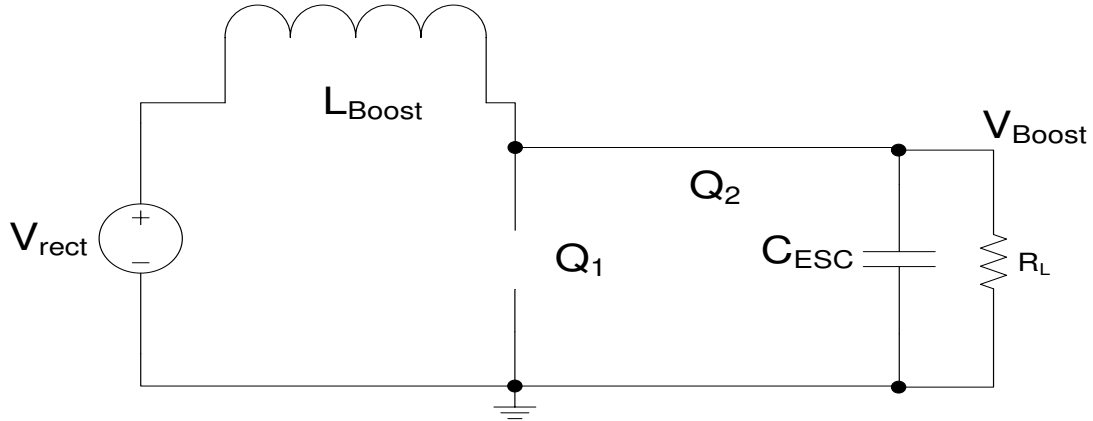 L_Boost
V_Boost
Q_2
+
V_rect
−
Q_1
C_ESC
R_L